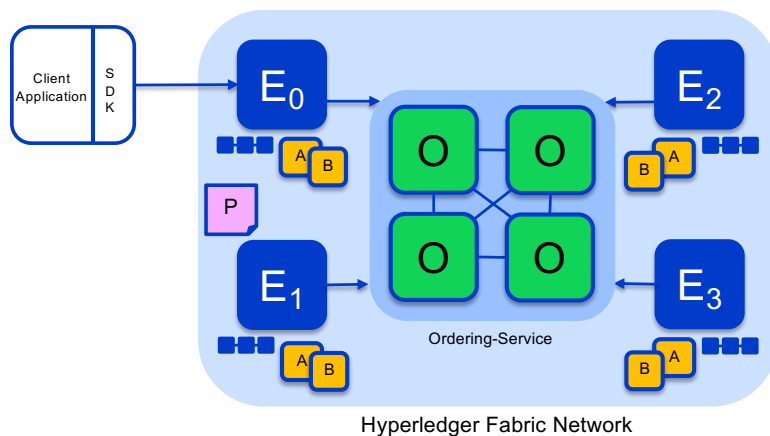 Client
Application
S
D
K
E0
E2
A
B
O
O
A
B
P
O
O
E1
E3
A
B
A
B
Ordering-Service
Hyperledger Fabric Network